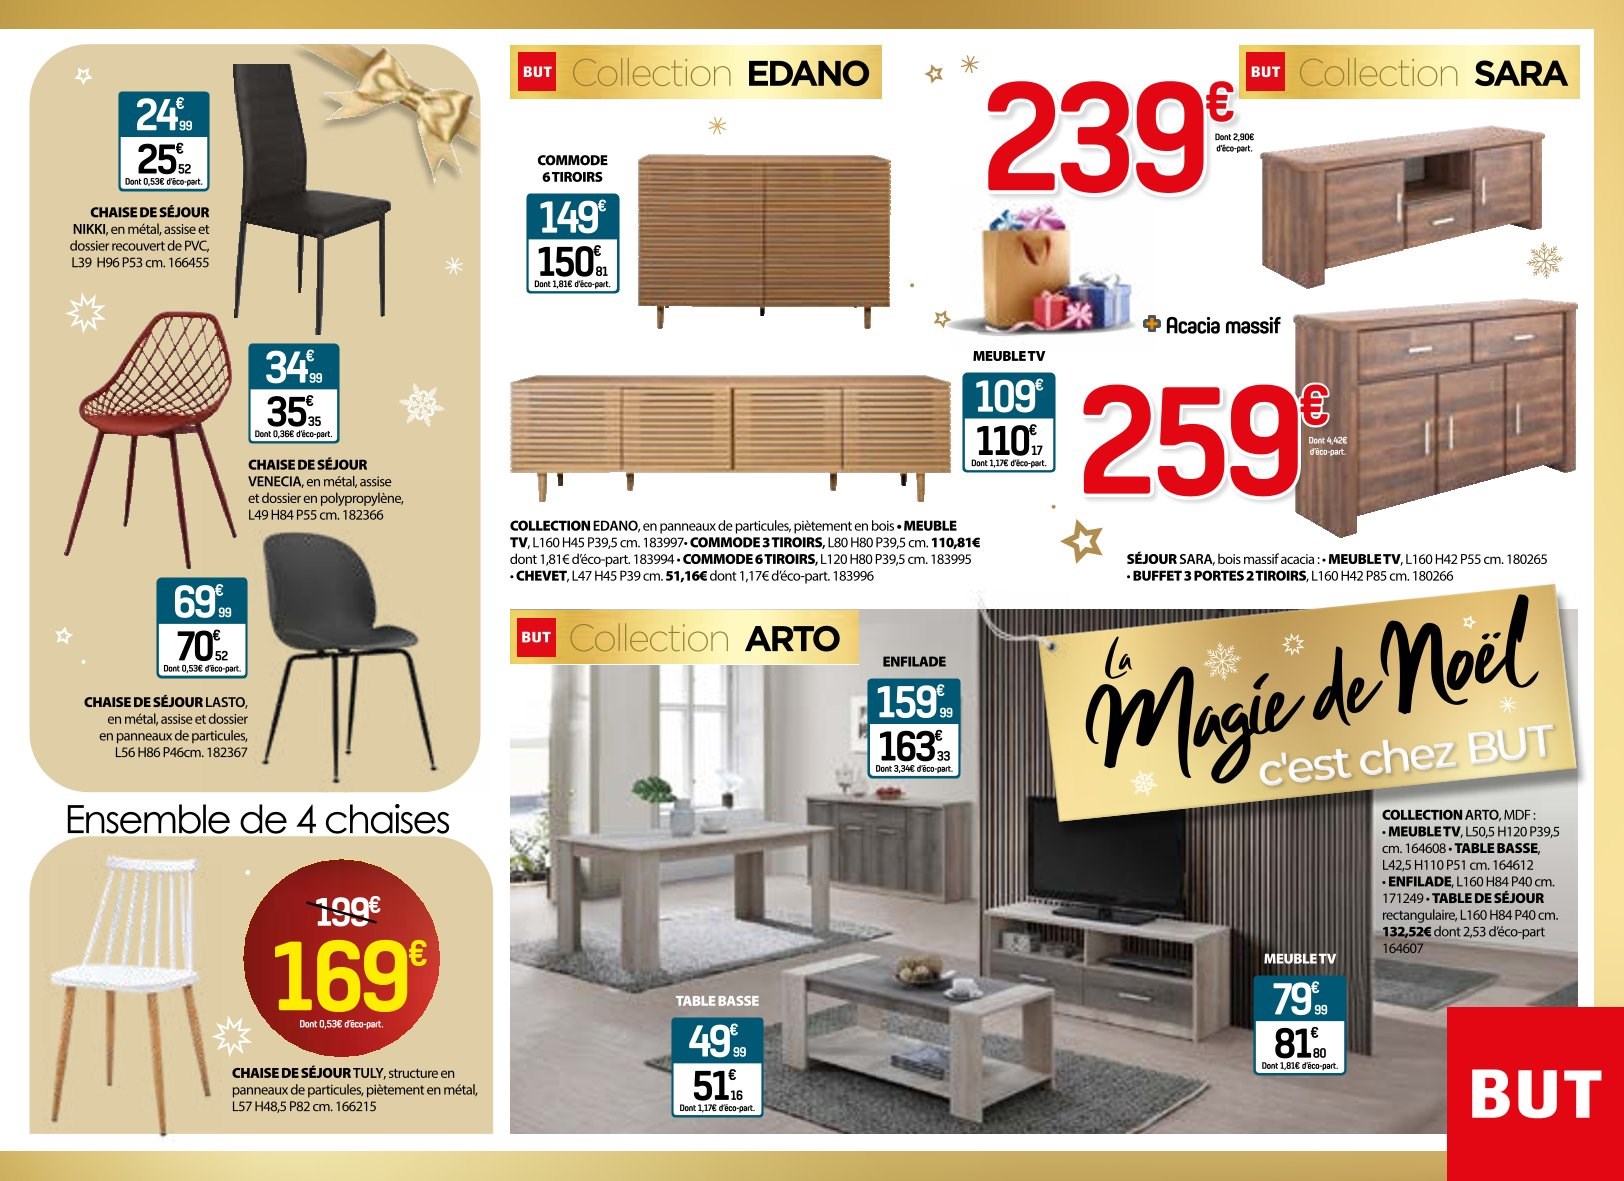 24€99
25€52
Dont 0,53€ d'éco-part.
CHAISE DE SÉJOUR
NIKKI, en métal, assise et
dossier recouvert de PVC,
L39 H96 P53 cm. 166455
34€99
35€35
Dont 0,36€ d'éco-part.
CHAISE DE SÉJOUR
VENECIA, en métal, assise
et dossier en polypropylène,
L49 H84 P55 cm. 182366
69€99
70€52
Dont 0,53€ d'éco-part.
CHAISE DE SÉJOUR LASTO,
en métal, assise et dossier
en panneaux de particules,
L56 H86 P46cm. 182367
Ensemble de 4 chaises
199€
169€
Dont 0,53€ d'éco-part.
CHAISE DE SÉJOUR TULY, structure en
panneaux de particules, piètement en métal,
L57 H48,5 P82 cm. 166215
BUT Collection EDANO
COMMODE
6 TIROIRS
149€
150€81
Dont 1,81€ d'éco-part.
MEUBLE TV
109€
110€17
Dont 1,17€ d'éco-part.
COLLECTION EDANO, en panneaux de particules, piètement en bois • MEUBLE
TV, L160 H45 P39,5 cm. 183997• COMMODE 3 TIROIRS, L80 H80 P39,5 cm. 110,81€
dont 1,81€ d'éco-part. 183994 • COMMODE 6 TIROIRS, L120 H80 P39,5 cm. 183995
• CHEVET, L47 H45 P39 cm. 51,16€ dont 1,17€ d'éco-part. 183996
BUT Collection SARA
239€
Dont 2,90€
d'éco-part.
Acacia massif
259€
Dont 4,42€
d'éco-part.
SÉJOUR SARA, bois massif acacia : • MEUBLE TV, L160 H42 P55 cm. 180265
• BUFFET 3 PORTES 2 TIROIRS, L160 H42 P85 cm. 180266
BUT Collection ARTO
ENFILADE
159€99
163€33
Dont 3,34€ d'éco-part.
La
Magie de Noël
c'est chez BUT
COLLECTION ARTO, MDF :
• MEUBLE TV, L50,5 H120 P39,5
cm. 164608 • TABLE BASSE,
L42,5 H110 P51 cm. 164612
• ENFILADE, L160 H84 P40 cm.
171249 • TABLE DE SÉJOUR
rectangulaire, L160 H84 P40 cm.
132,52€ dont 2,53 d'éco-part
164607
MEUBLE TV
79€99
81€80
Dont 1,81€ d'éco-part.
TABLE BASSE
49€99
51€16
Dont 1,17€ d'éco-part.
BUT